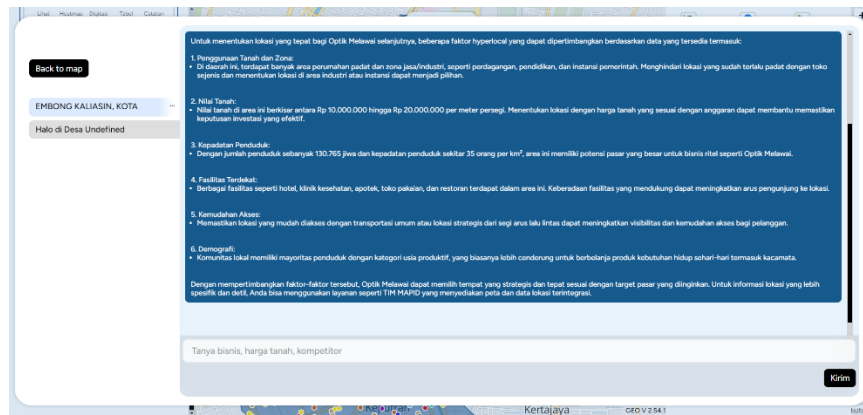 Lihat Heatmap Digitasi Tabel Catatan
Back to map
EMBONG KALIASIN, KOTA ...
Halo di Desa Undefined
Untuk menentukan lokasi yang tepat bagi Optik Melawai selanjutnya, beberapa faktor hyperlocal yang dapat dipertimbangkan berdasarkan data yang tersedia termasuk:
1. Penggunaan Tanah dan Zona:
• Di daerah ini, terdapat banyak area perumahan padat dan zona jasa/industri, seperti perdagangan, pendidikan, dan instansi pemerintah. Menghindari lokasi yang sudah terlalu padat dengan toko
sejenis dan menentukan lokasi di area industri atau instansi dapat menjadi pilihan.
2. Nilai Tanah:
• Nilai tanah di area ini berkisar antara Rp 10.000.000 hingga Rp 20.000.000 per meter persegi. Menentukan lokasi dengan harga tanah yang sesuai dengan anggaran dapat membantu memastikan
keputusan investasi yang efektif.
3. Kepadatan Penduduk:
• Dengan jumlah penduduk sebanyak 130.765 jiwa dan kepadatan penduduk sekitar 35 orang per km², area ini memiliki potensi pasar yang besar untuk bisnis ritel seperti Optik Melawai.
4. Fasilitas Terdekat:
• Berbagai fasilitas seperti hotel, klinik kesehatan, apotek, toko pakaian, dan restoran terdapat dalam area ini. Keberadaan fasilitas yang mendukung dapat meningkatkan arus pengunjung ke lokasi.
5. Kemudahan Akses:
• Memastikan lokasi yang mudah diakses dengan transportasi umum atau lokasi strategis dari segi arus lalu lintas dapat meningkatkan visibilitas dan kemudahan akses bagi pelanggan.
6. Demografi:
• Komunitas lokal memiliki mayoritas penduduk dengan kategori usia produktif, yang biasanya lebih cenderung untuk berbelanja produk kebutuhan hidup sehari-hari termasuk kacamata.
Dengan mempertimbangkan faktor-faktor tersebut, Optik Melawai dapat memilih tempat yang strategis dan tepat sesuai dengan target pasar yang diinginkan. Untuk informasi lokasi yang lebih
spesifik dan detil, Anda bisa menggunakan layanan seperti TIM MAPID yang menyediakan peta dan data lokasi terintegrasi.
Tanya bisnis, harga tanah, kompetitor
Kirim
Kertajaya
GEO V 2.54.1